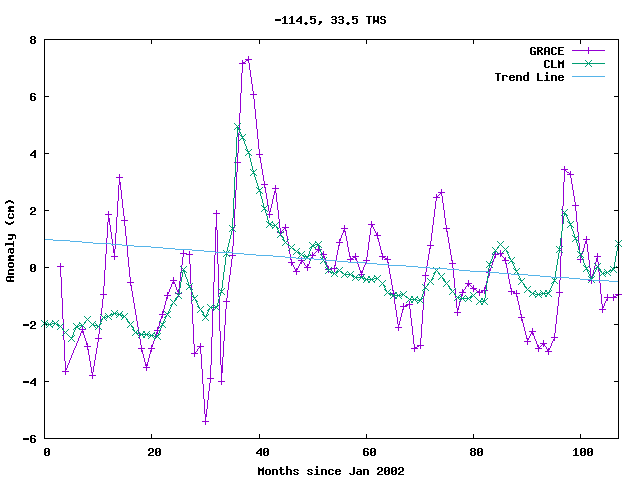 -114.5, 33.5 TWS
GRACE
CLM
Trend Line
Anomaly (cm)
8
6
4
2
0
-2
-4
-6
0 20 40 60 80 100
Months since Jan 2002